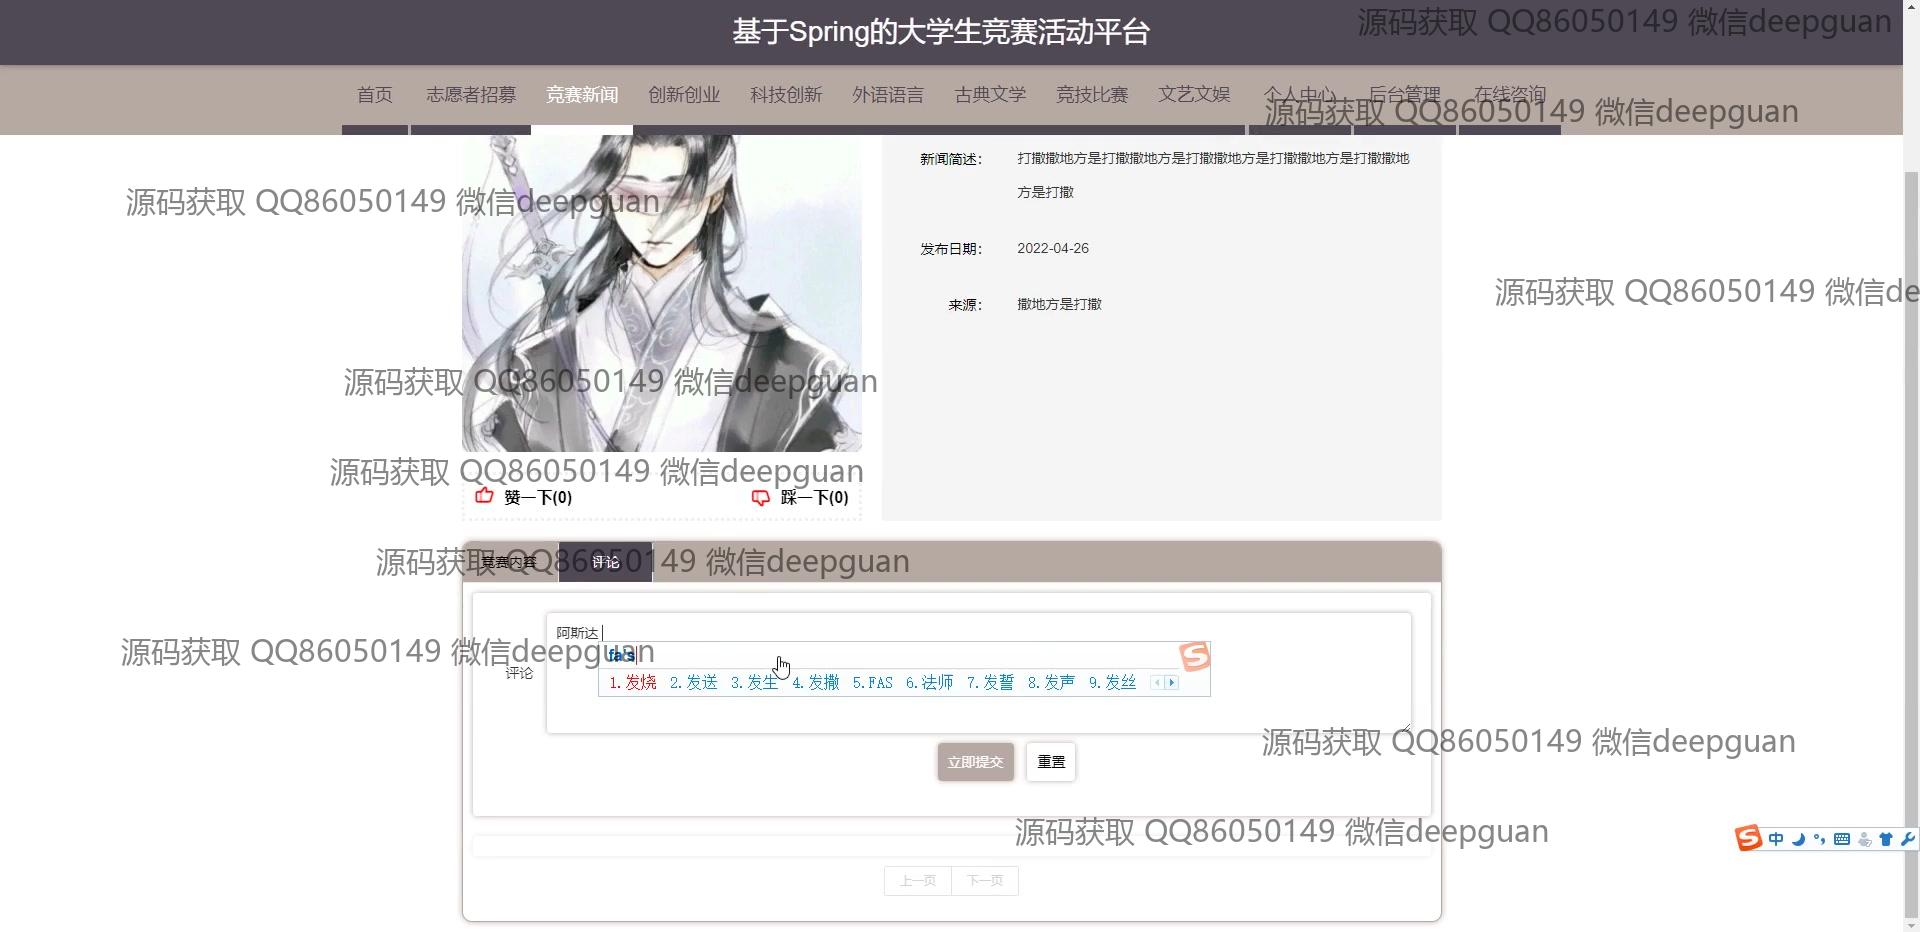 基于Spring的大学生竞赛活动平台
源码获取 QQ86050149 微信deepguan
首页 志愿者招募 竞赛新闻 创新创业 科技创新 外语语言 古典文学 竞技比赛 文艺文娱 个人中心 后台管理 在线咨询
源码获取 QQ86050149 微信deepguan
新闻简述： 打撒撒地方是打撒撒地方是打撒撒地方是打撒撒地方是打撒撒地
方是打撒
源码获取 QQ86050149 微信deepguan
发布日期： 2022-04-26
源码获取 QQ86050149 微信de
来源： 撒地方是打撒
源码获取 QQ86050149 微信deepguan
源码获取 QQ86050149 微信deepguan
赞一下(0) 踩一下(0)
竞赛内容 评论
源码获取 QQ86050149 微信deepguan
阿斯达
源码获取 QQ86050149 微信deepguan
fa's
评论
1.发烧 2.发送 3.发生 4.发撒 5.FAS 6.法师 7.发誓 8.发声 9.发丝
源码获取 QQ86050149 微信deepguan
立即提交 重置
源码获取 QQ86050149 微信deepguan
中
上一页 下一页